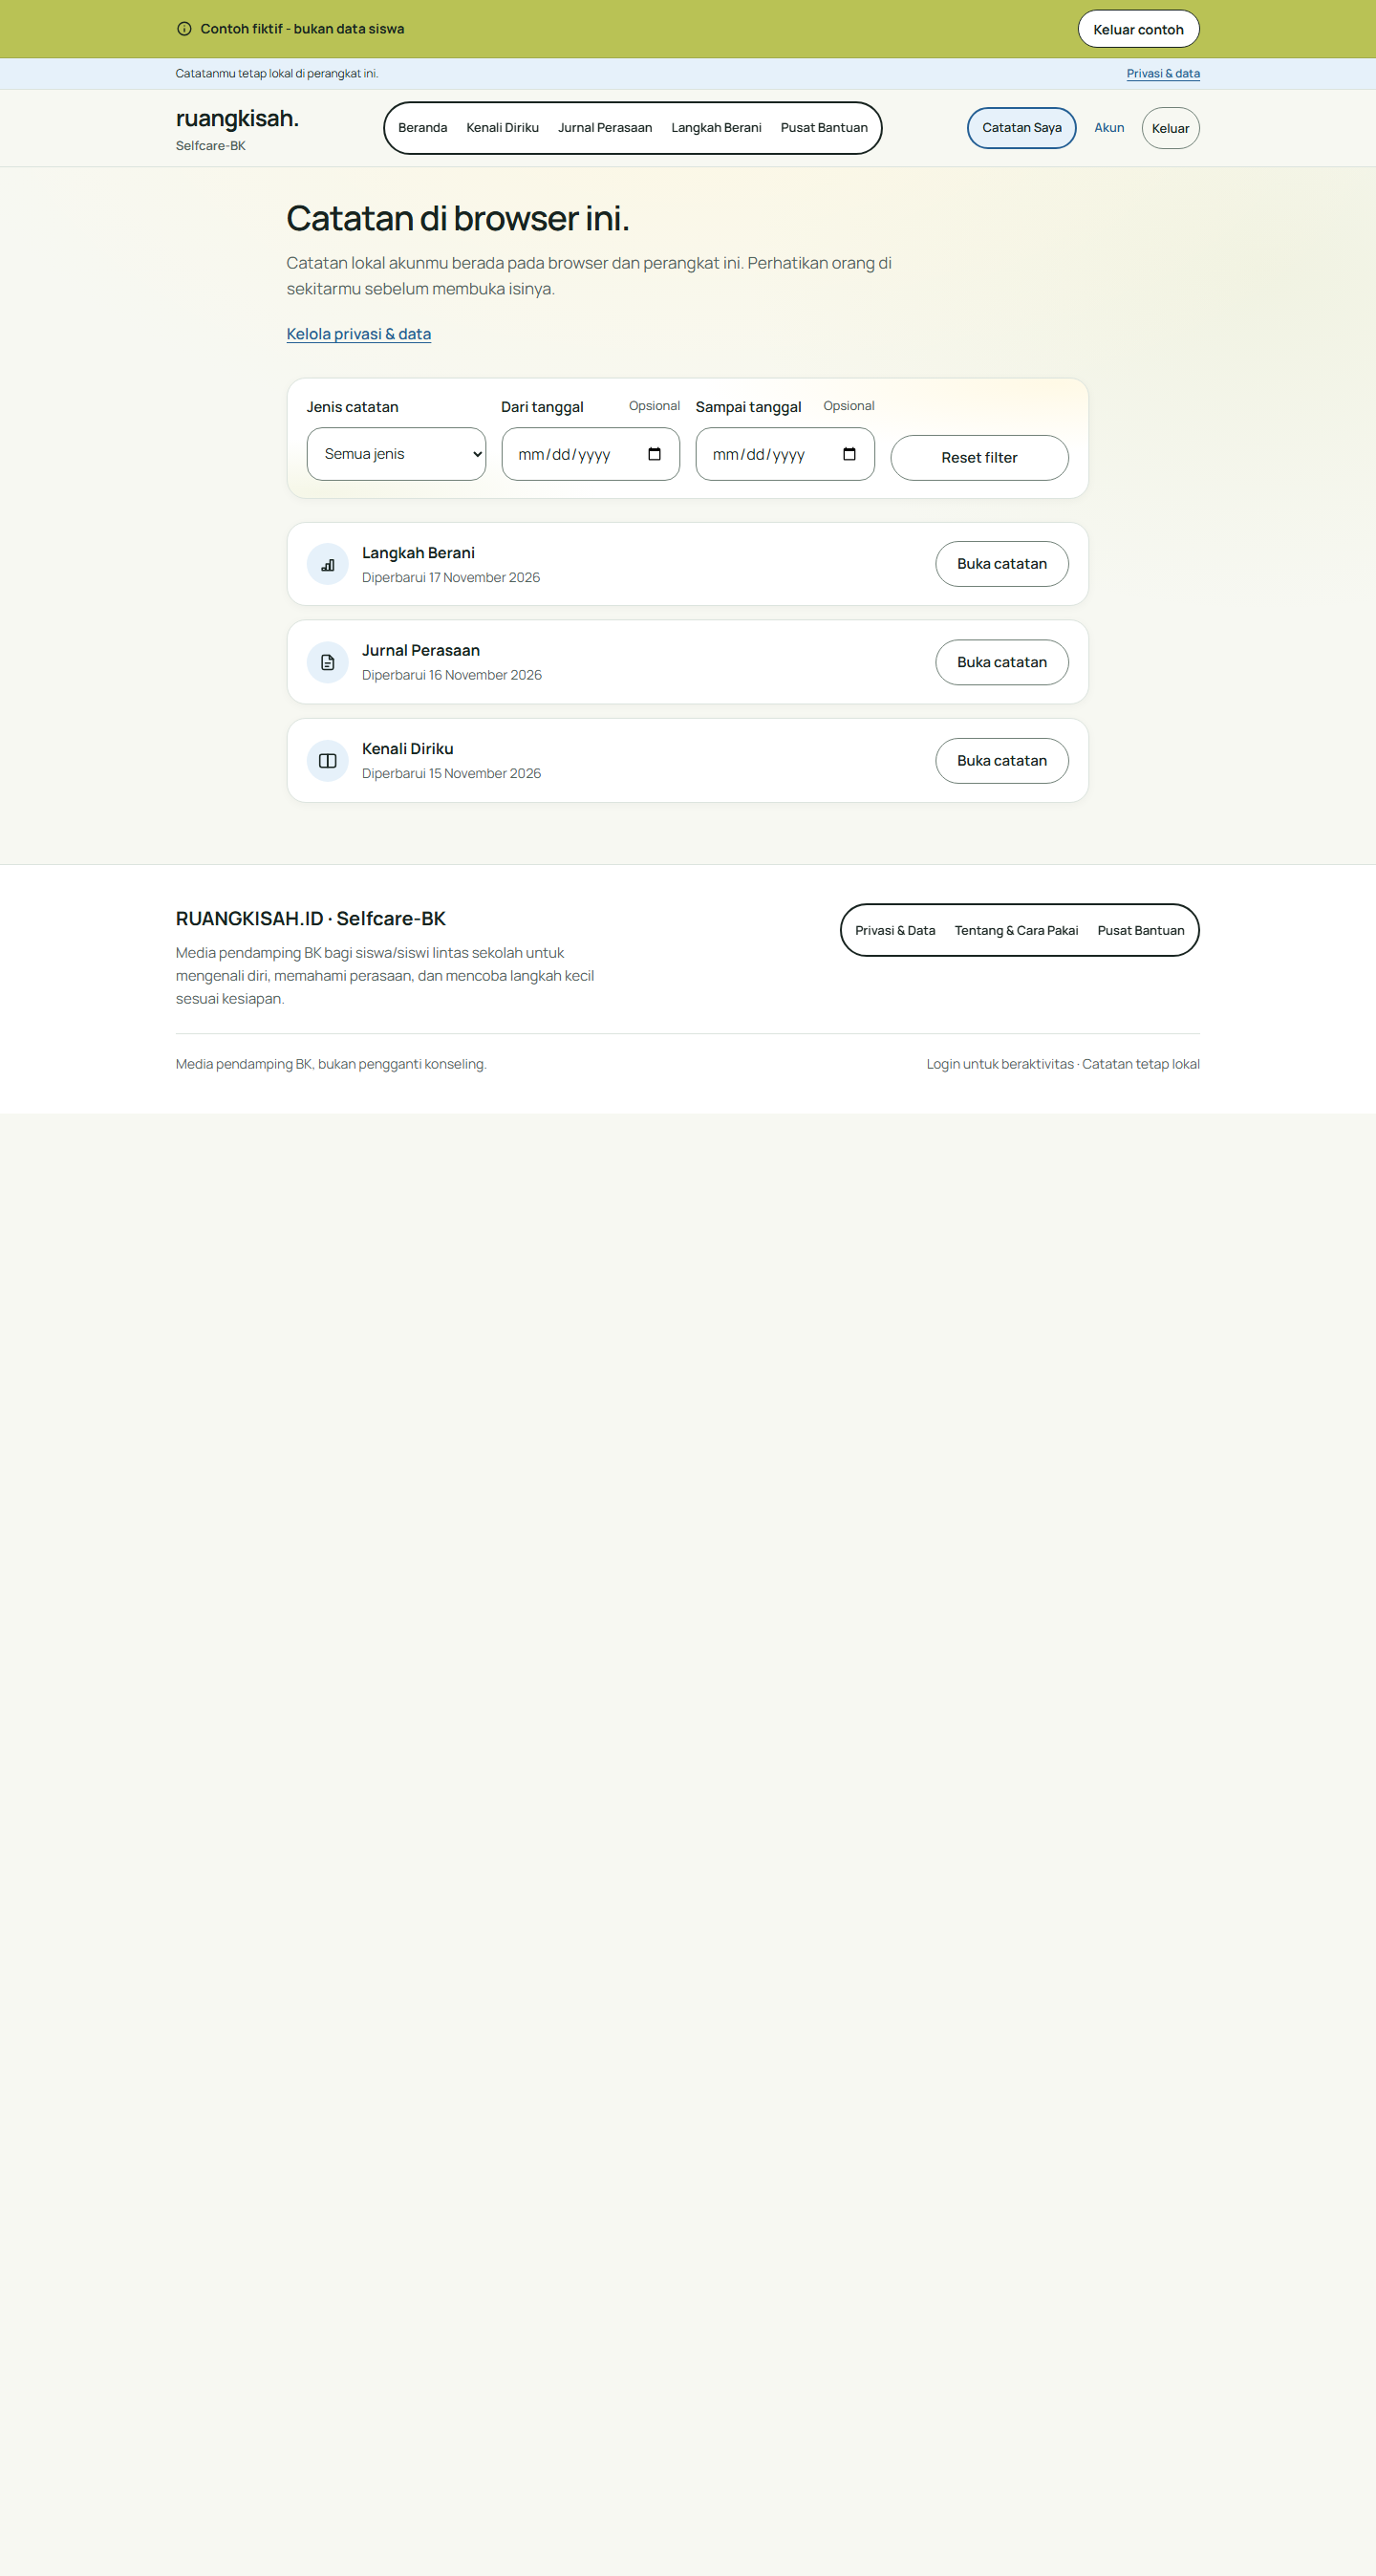 Contoh fiktif - bukan data siswa
Keluar contoh
Catatanmu tetap lokal di perangkat ini.
Privasi & data
ruangkisah.
Selfcare-BK
Beranda
Kenali Diriku
Jurnal Perasaan
Langkah Berani
Pusat Bantuan
Catatan Saya
Akun
Keluar
Catatan di browser ini.
Catatan lokal akunmu berada pada browser dan perangkat ini. Perhatikan orang di
sekitarmu sebelum membuka isinya.
Kelola privasi & data
Jenis catatan
Dari tanggal
Opsional
Sampai tanggal
Opsional
Semua jenis
mm/dd/yyyy
mm/dd/yyyy
Reset filter
Langkah Berani
Diperbarui 17 November 2026
Buka catatan
Jurnal Perasaan
Diperbarui 16 November 2026
Buka catatan
Kenali Diriku
Diperbarui 15 November 2026
Buka catatan
RUANGKISAH.ID · Selfcare-BK
Media pendamping BK bagi siswa/siswi lintas sekolah untuk
mengenali diri, memahami perasaan, dan mencoba langkah kecil
sesuai kesiapan.
Privasi & Data
Tentang & Cara Pakai
Pusat Bantuan
Media pendamping BK, bukan pengganti konseling.
Login untuk beraktivitas · Catatan tetap lokal